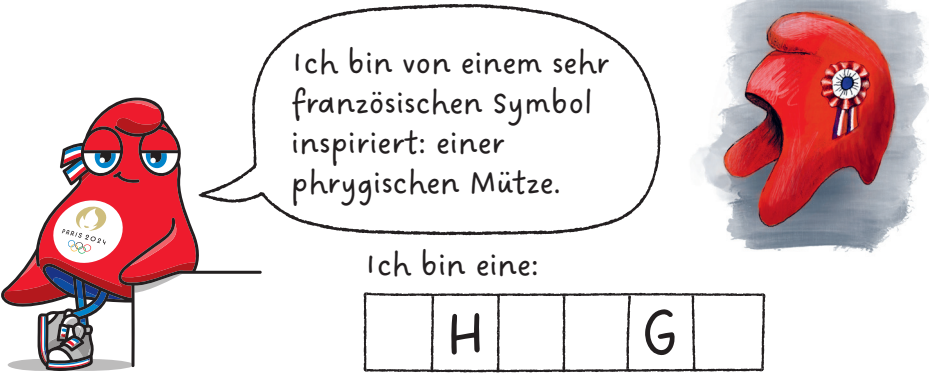 Ich bin von einem sehr
französischen Symbol
inspiriert: einer
phrygischen Mütze.
PARIS 2024
Ich bin eine:
H G